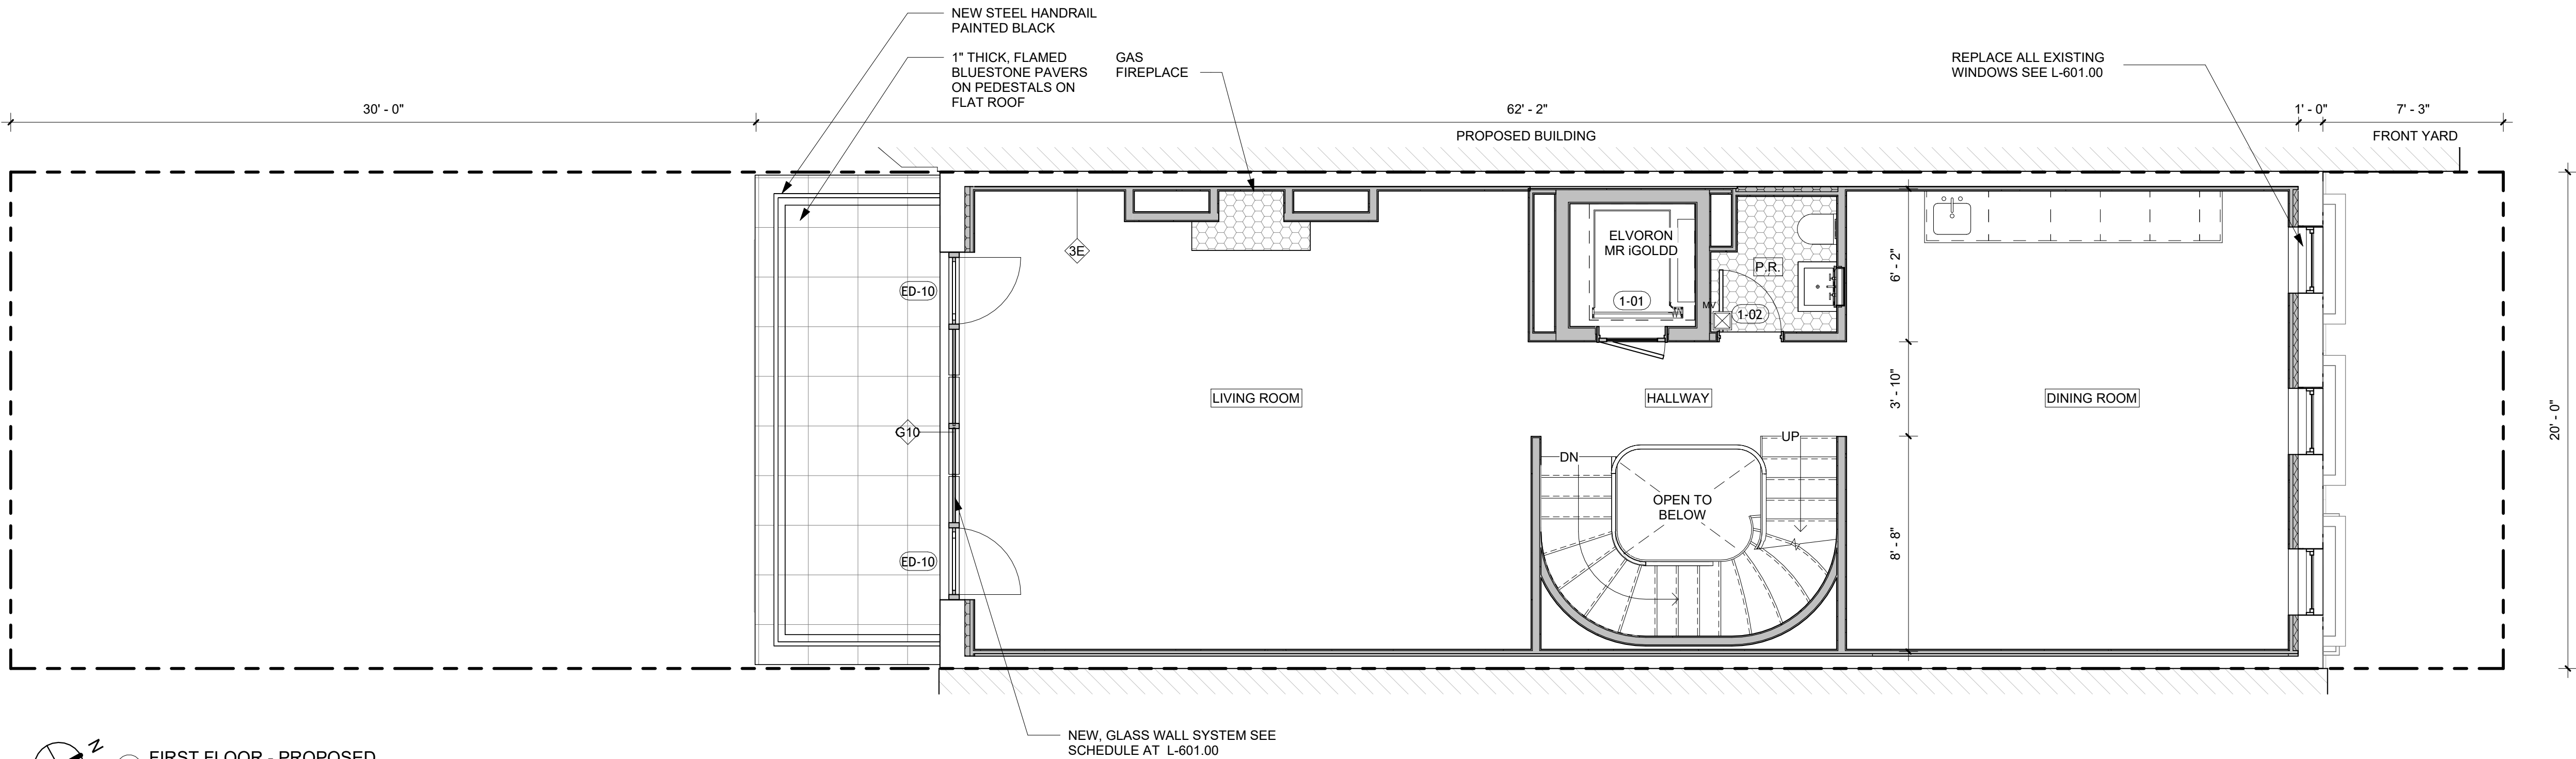 NEW STEEL HANDRAIL
PAINTED BLACK
1" THICK, FLAMED
BLUESTONE PAVERS
ON PEDESTALS ON
FLAT ROOF
GAS
FIREPLACE
REPLACE ALL EXISTING
WINDOWS SEE L-601.00
30' - 0"
62' - 2"
1' - 0"
7' - 3"
PROPOSED BUILDING
FRONT YARD
3E
ELVORON
MR iGOLDD
P.R.
6' - 2"
ED-10
1-01
MV
1-02
LIVING ROOM
HALLWAY
3' - 10"
DINING ROOM
20' - 0"
G10
UP
DN
OPEN TO
BELOW
8' - 8"
ED-10
NEW, GLASS WALL SYSTEM SEE
SCHEDULE AT L-601.00
N
FIRST FLOOR - PROPOSED